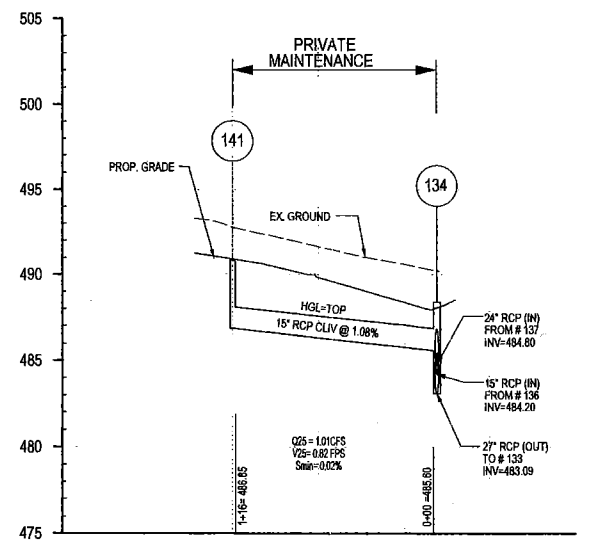 505
PRIVATE
MAINTENANCE
500
141
495
PROP. GRADE
134
EX. GROUND
490
HGL=TOP
15" RCP CLIV @ 1.08%
24" RCP (IN)
FROM # 137
INV=484.80
485
15" RCP (IN)
FROM # 136
INV=484.20
480
Q25 = 1.01CFS
V25= 0.82 FPS
Smin=0.02%
27" RCP (OUT)
TO # 133
INV=483.09
1+16= 486.85
0+00 =485.60
475